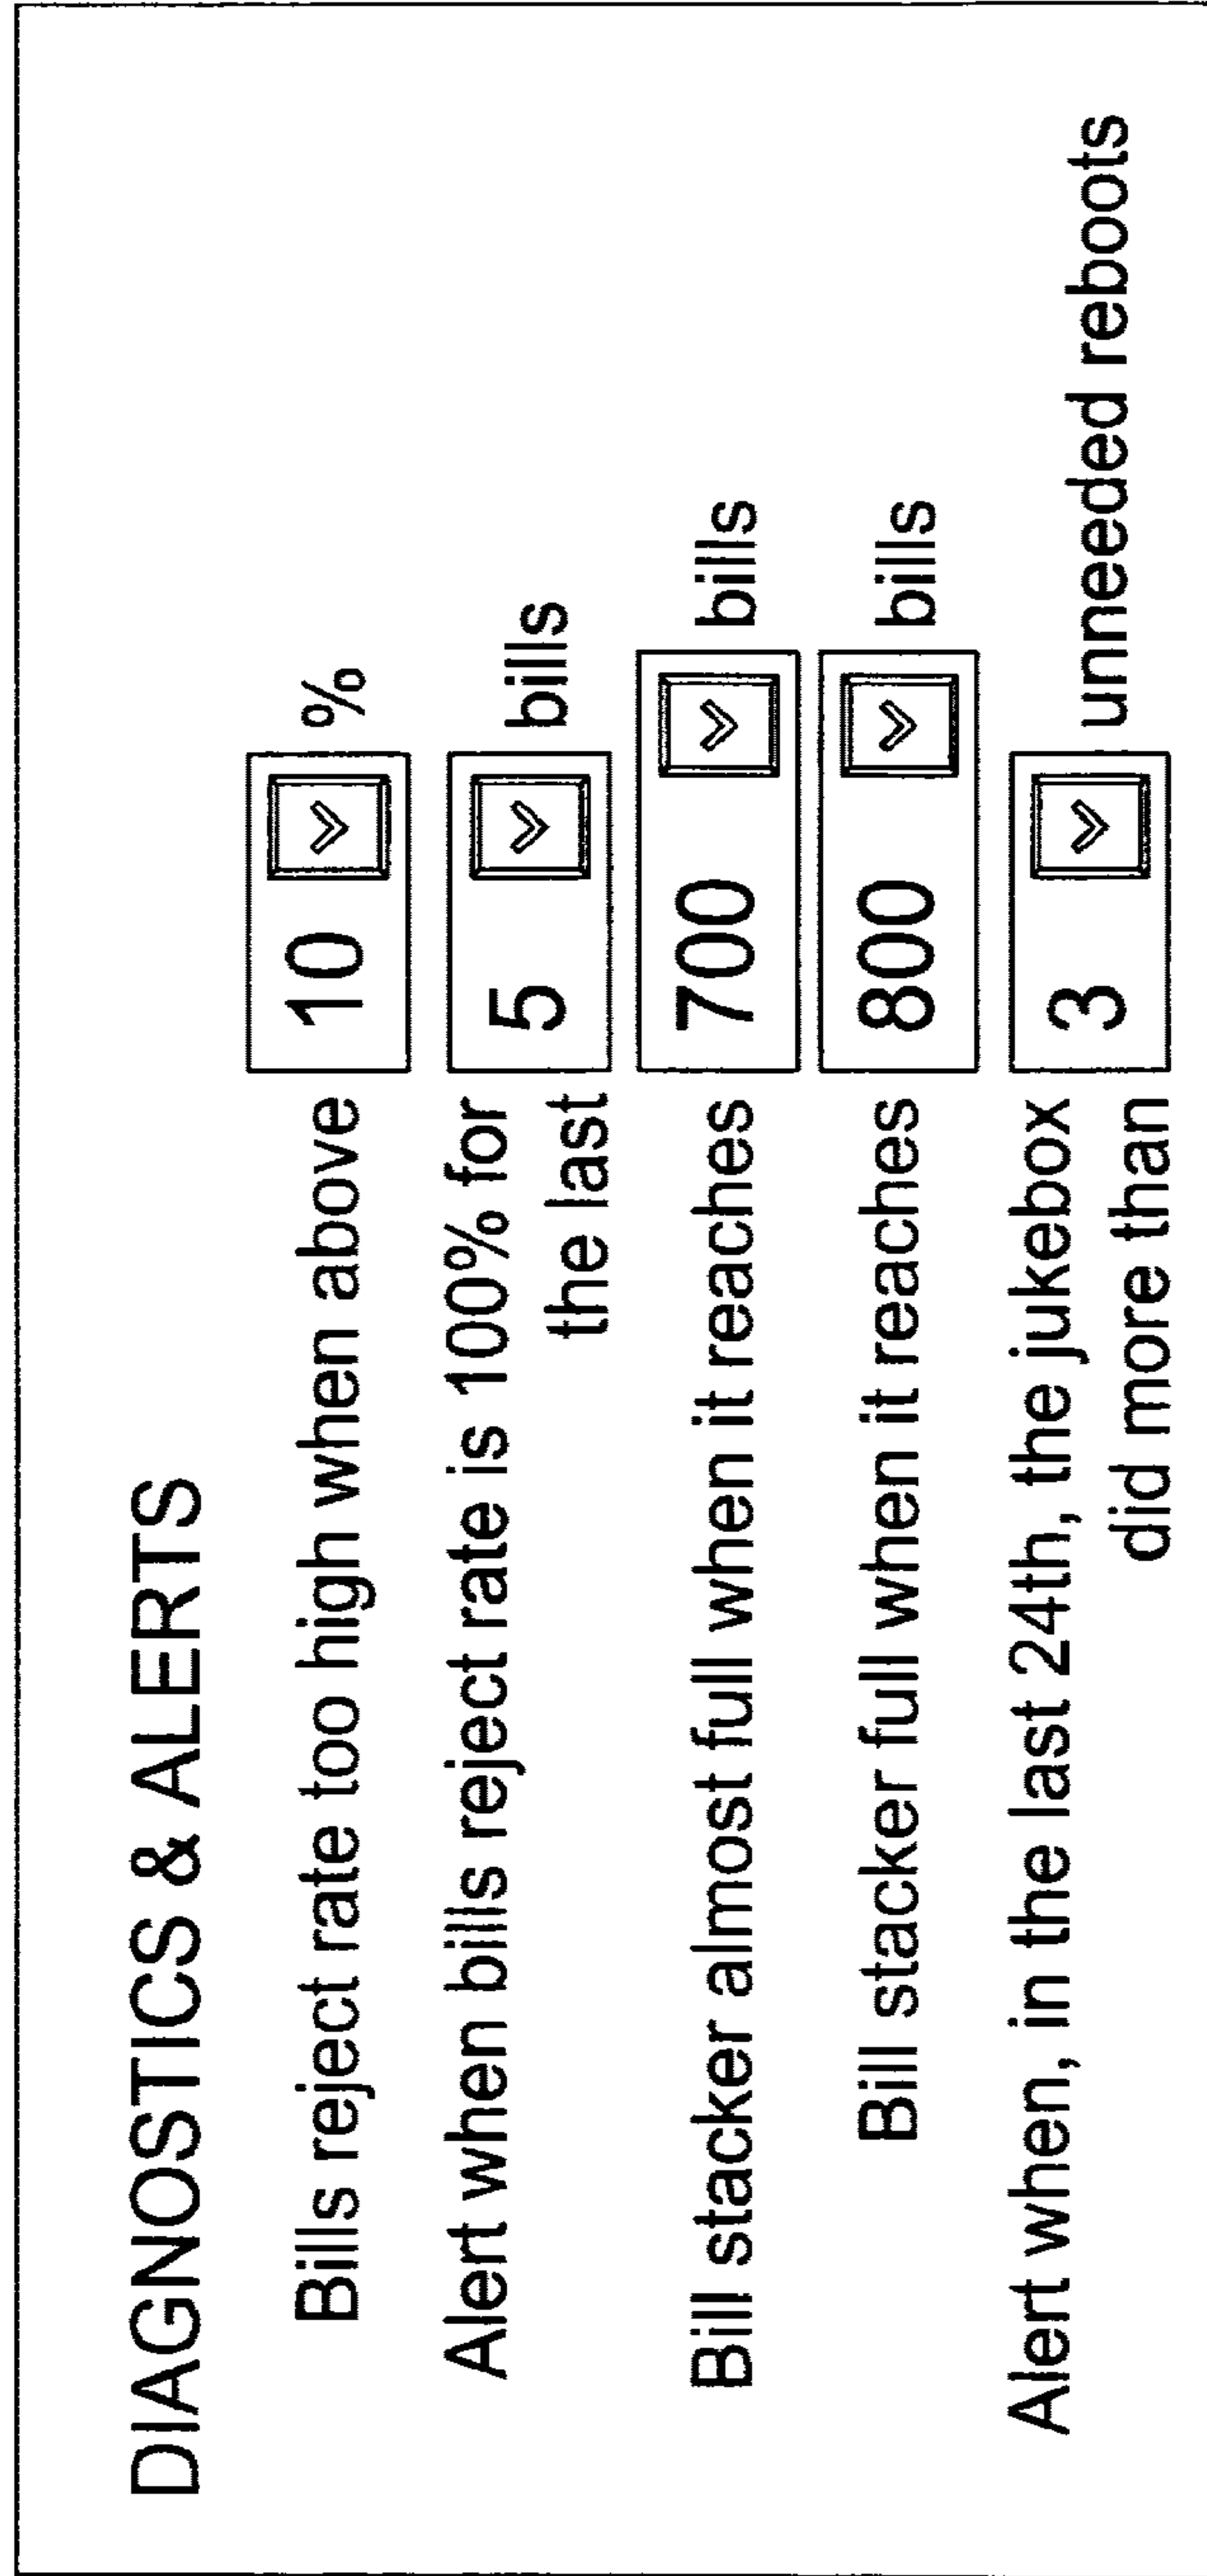 DIAGNOSTICS & ALERTS
Bills reject rate too high when above 10 %
Alert when bills reject rate is 100% for 5 bills
the last
Bill stacker almost full when it reaches 700 bills
Bill stacker full when it reaches 800 bills
Alert when, in the last 24th, the jukebox 3 unneeded reboots
did more than